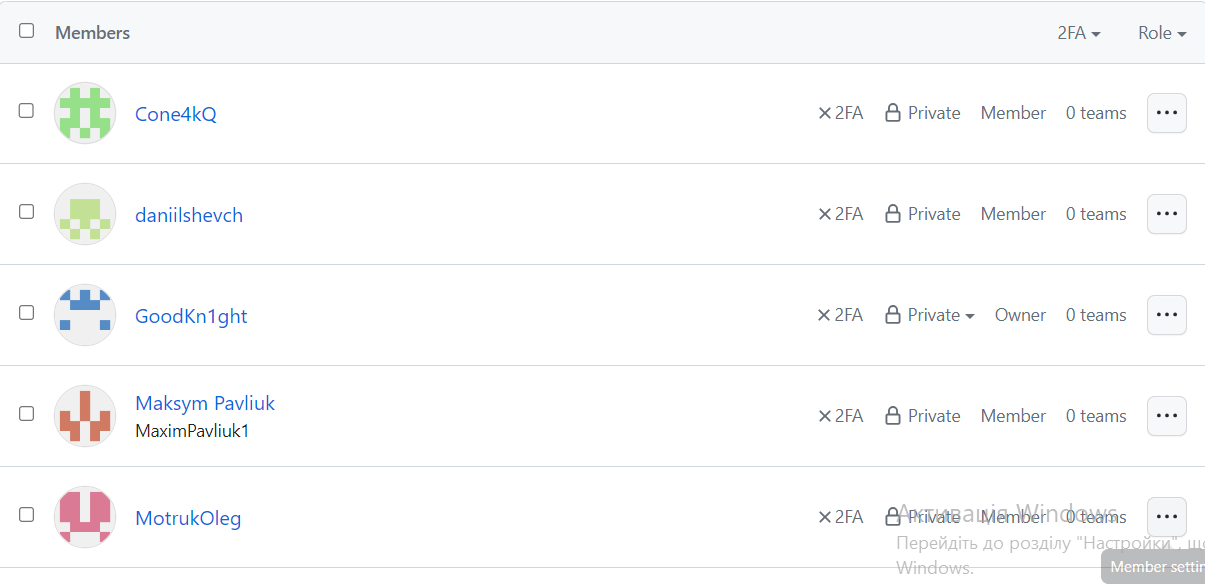 Members 2FA Role
Cone4kQ 2FA Private Member 0 teams
daniilshevch 2FA Private Member 0 teams
GoodKn1ght 2FA Private Owner 0 teams
Maksym Pavliuk
MaximPavliuk1 2FA Private Member 0 teams
MotrukOleg 2FA Private Member 0 teams
Активація Windows
Перейдіть до розділу "Настройки", що
Windows.
Member settin